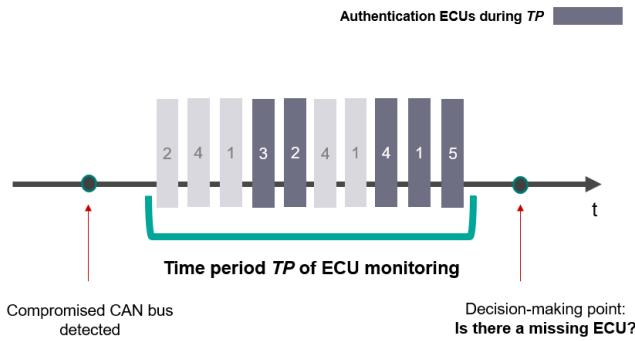 Authentication ECUs during TP
2 4 1 3 2 4 1 4 1 5
t
Time period TP of ECU monitoring
Compromised CAN bus
detected
Decision-making point:
Is there a missing ECU?